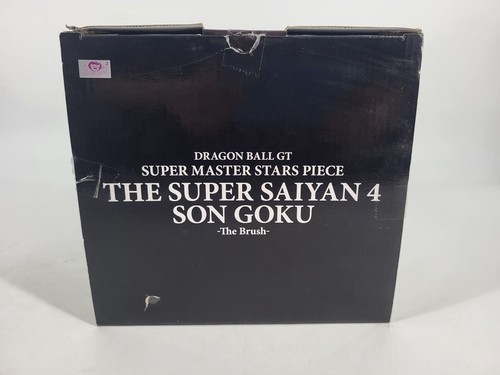 DRAGON BALL GT
SUPER MASTER STARS PIECE
THE SUPER SAIYAN 4
SON GOKU
-The Brush-